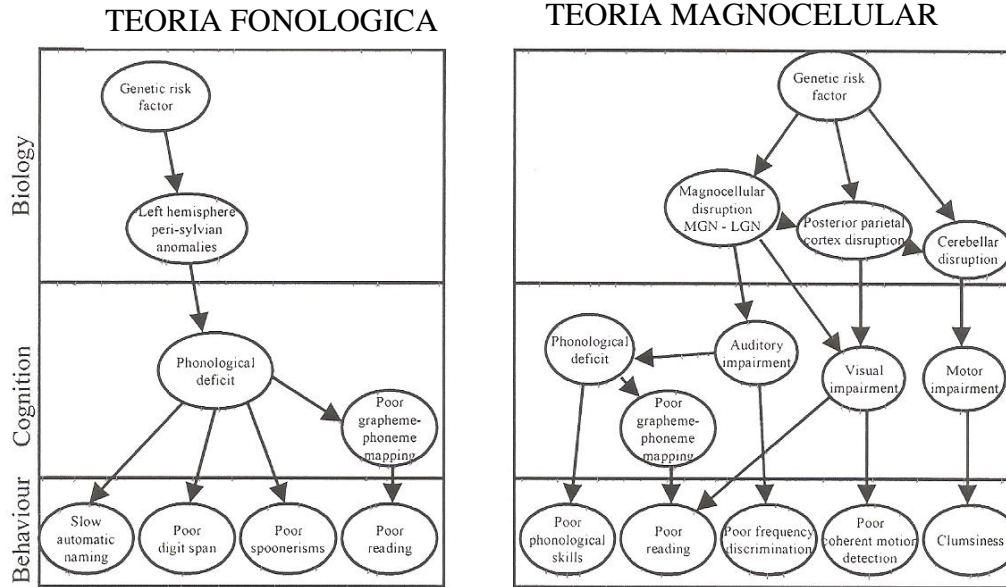 TEORIA FONOLOGICA
Biology
Cognition
Behaviour
Genetic risk
factor
Left hemisphere
peri-sylvian
anomalies
Phonological
deficit
Poor
grapheme-
phoneme
mapping
Slow
automatic
naming
Poor
digit span
Poor
spoonerisms
Poor
reading
TEORIA MAGNOCELULAR
Genetic risk
factor
Magnocellular
disruption
MGN - LGN
Posterior parietal
cortex disruption
Cerebellar
disruption
Phonological
deficit
Auditory
impairment
Visual
impairment
Motor
impairment
Poor
grapheme-
phoneme
mapping
Poor
phonological
skills
Poor
reading
Poor frequency
discrimination
Poor
coherent motion
detection
Clumsiness